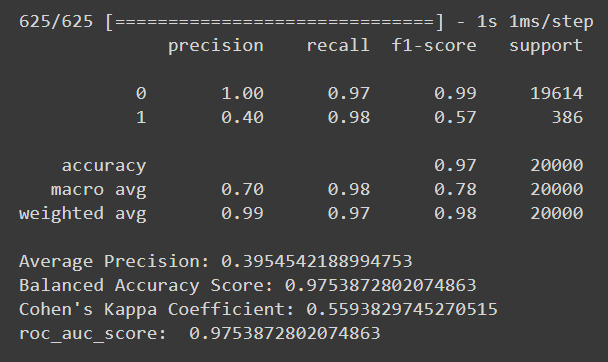 625/625 [==============================] - 1s 1ms/step
precision recall f1-score support
0 1.00 0.97 0.99 19614
1 0.40 0.98 0.57 386
accuracy 0.97 20000
macro avg 0.70 0.98 0.78 20000
weighted avg 0.99 0.97 0.98 20000
Average Precision: 0.3954542188994753
Balanced Accuracy Score: 0.9753872802074863
Cohen's Kappa Coefficient: 0.5593829745270515
roc_auc_score: 0.9753872802074863